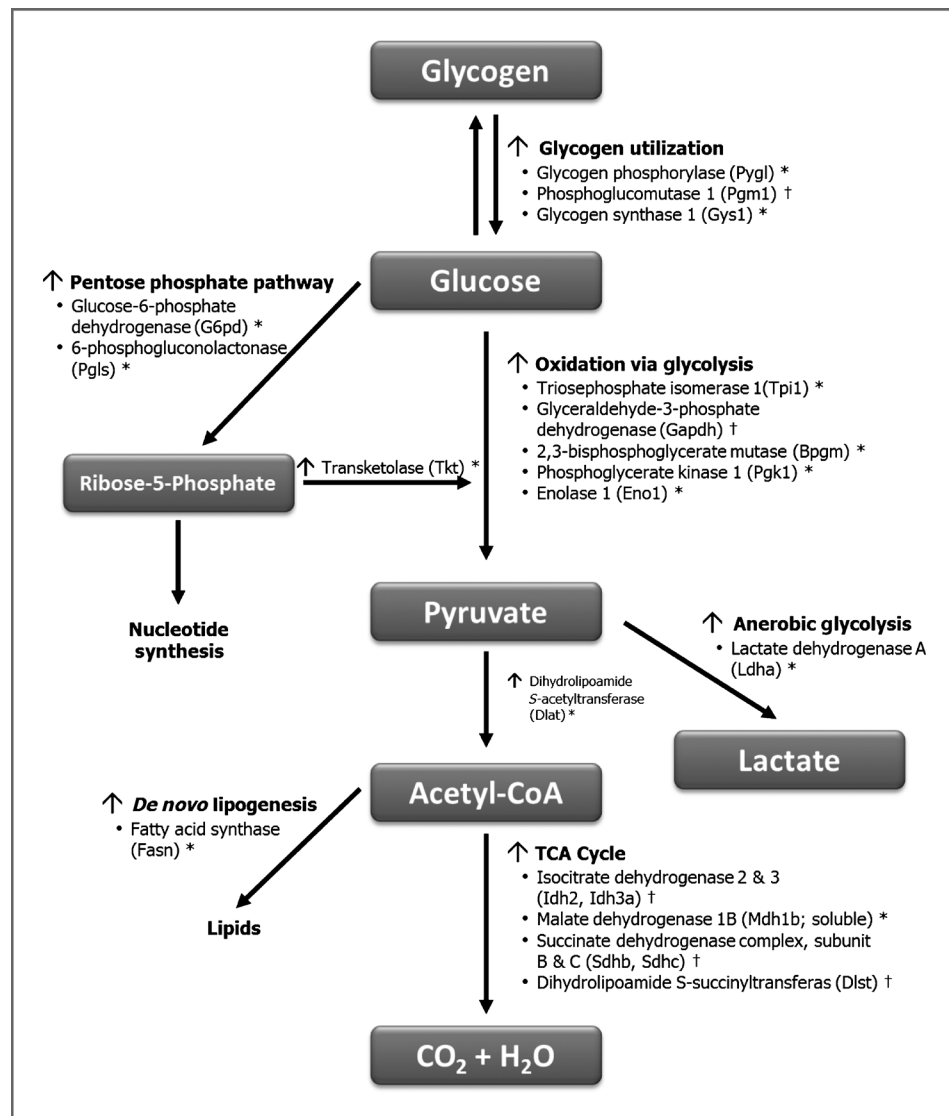 Glycogen
↑ Glycogen utilization
• Glycogen phosphorylase (Pygl) *
• Phosphoglucomutase 1 (Pgm1) †
• Glycogen synthase 1 (Gys1) *
Glucose
↑ Pentose phosphate pathway
• Glucose-6-phosphate
dehydrogenase (G6pd) *
• 6-phosphogluconolactonase
(Pgls) *
↑ Oxidation via glycolysis
• Triosephosphate isomerase 1(Tpi1) *
• Glyceraldehyde-3-phosphate
dehydrogenase (Gapdh) †
• 2,3-bisphosphoglycerate mutase (Bpgm) *
• Phosphoglycerate kinase 1 (Pgk1) *
• Enolase 1 (Eno1) *
Ribose-5-Phosphate
↑ Transketolase (Tkt) *
Nucleotide
synthesis
Pyruvate
↑ Anerobic glycolysis
• Lactate dehydrogenase A
(Ldha) *
↑ Dihydrolipoamide
S-acetyltransferase
(Dlat) *
Lactate
Acetyl-CoA
↑ De novo lipogenesis
• Fatty acid synthase
(Fasn) *
Lipids
↑ TCA Cycle
• Isocitrate dehydrogenase 2 & 3
(Idh2, Idh3a) †
• Malate dehydrogenase 1B (Mdh1b; soluble) *
• Succinate dehydrogenase complex, subunit
B & C (Sdhb, Sdhc) †
• Dihydrolipoamide S-succinyltransferas (Dlst) †
CO₂ + H₂O